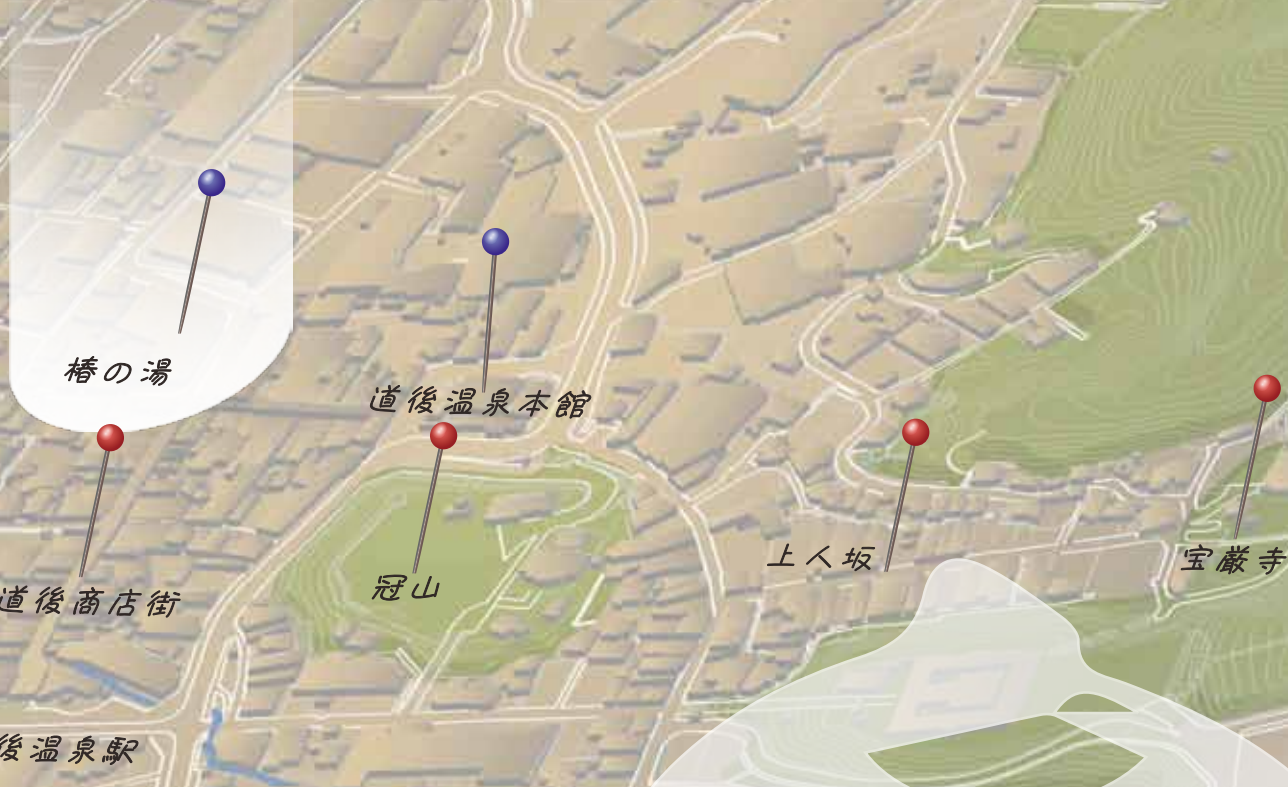 椿の湯
道後温泉本館
上人坂
宝厳寺
冠山
道後商店街
後温泉駅